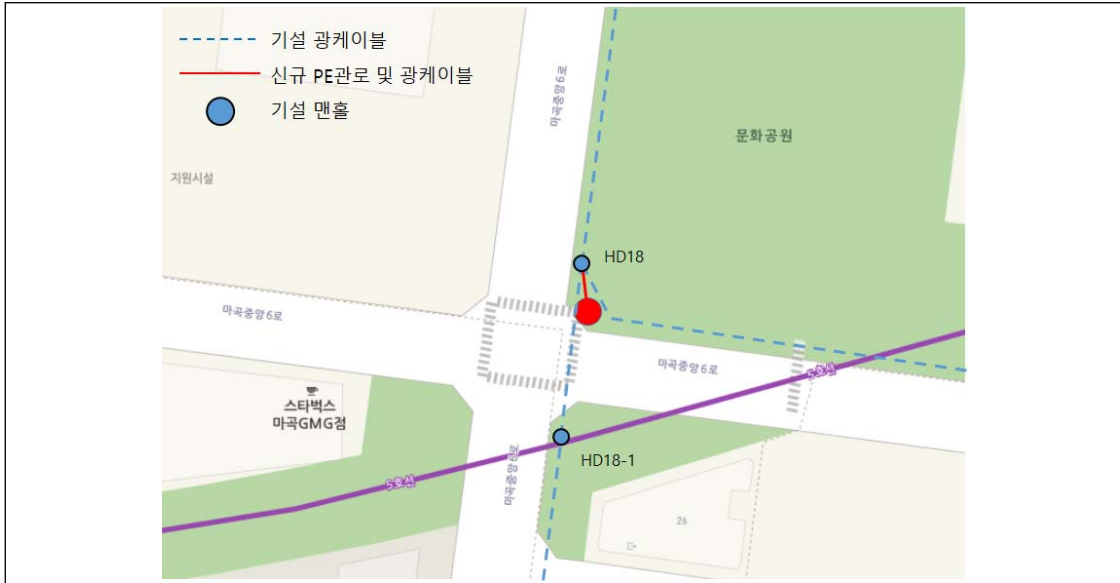 기설 광케이블
신규 PE관로 및 광케이블
기설 맨홀
마곡중앙6로
문화공원
지원시설
HD18
마곡중앙6로
마곡중앙6로
5호선
스타벅스
마곡GMG점
HD18-1
마곡중앙8로
5호선
26